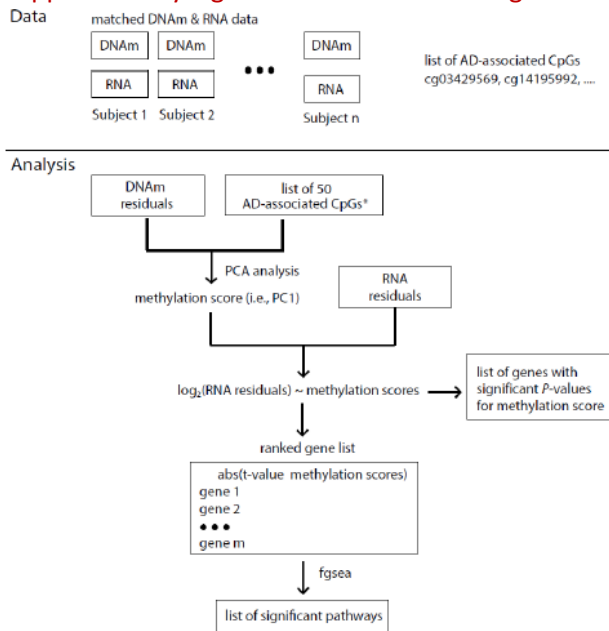 Data
matched DNAm & RNA data
DNAm DNAm DNAm
RNA RNA RNA
Subject 1 Subject 2 Subject n
list of AD-associated CpGs
cg03429569, cg14195992, ....
Analysis
DNAm
residuals
list of 50
AD-associated CpGs*
PCA analysis
methylation score (i.e., PC1)
RNA
residuals
log₂(RNA residuals) ~ methylation scores
list of genes with
significant P-values
for methylation score
ranked gene list
abs(t-value methylation scores)
gene 1
gene 2
•••
gene m
fgsea
list of significant pathways